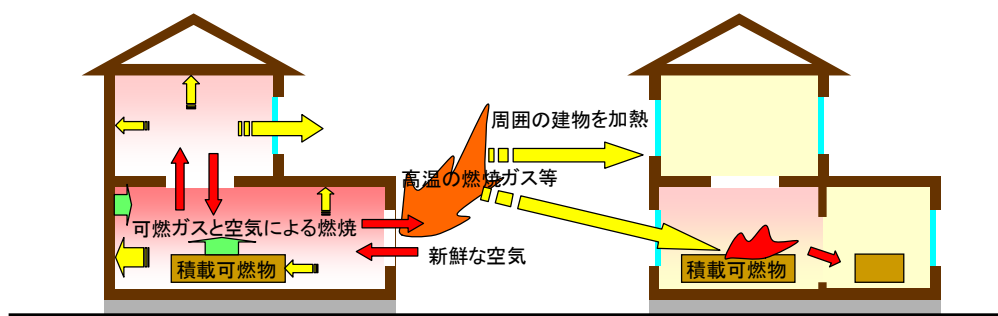 周囲の建物を加熱
高温の燃焼ガス等
可燃ガスと空気による燃焼
新鮮な空気
積載可燃物
積載可燃物